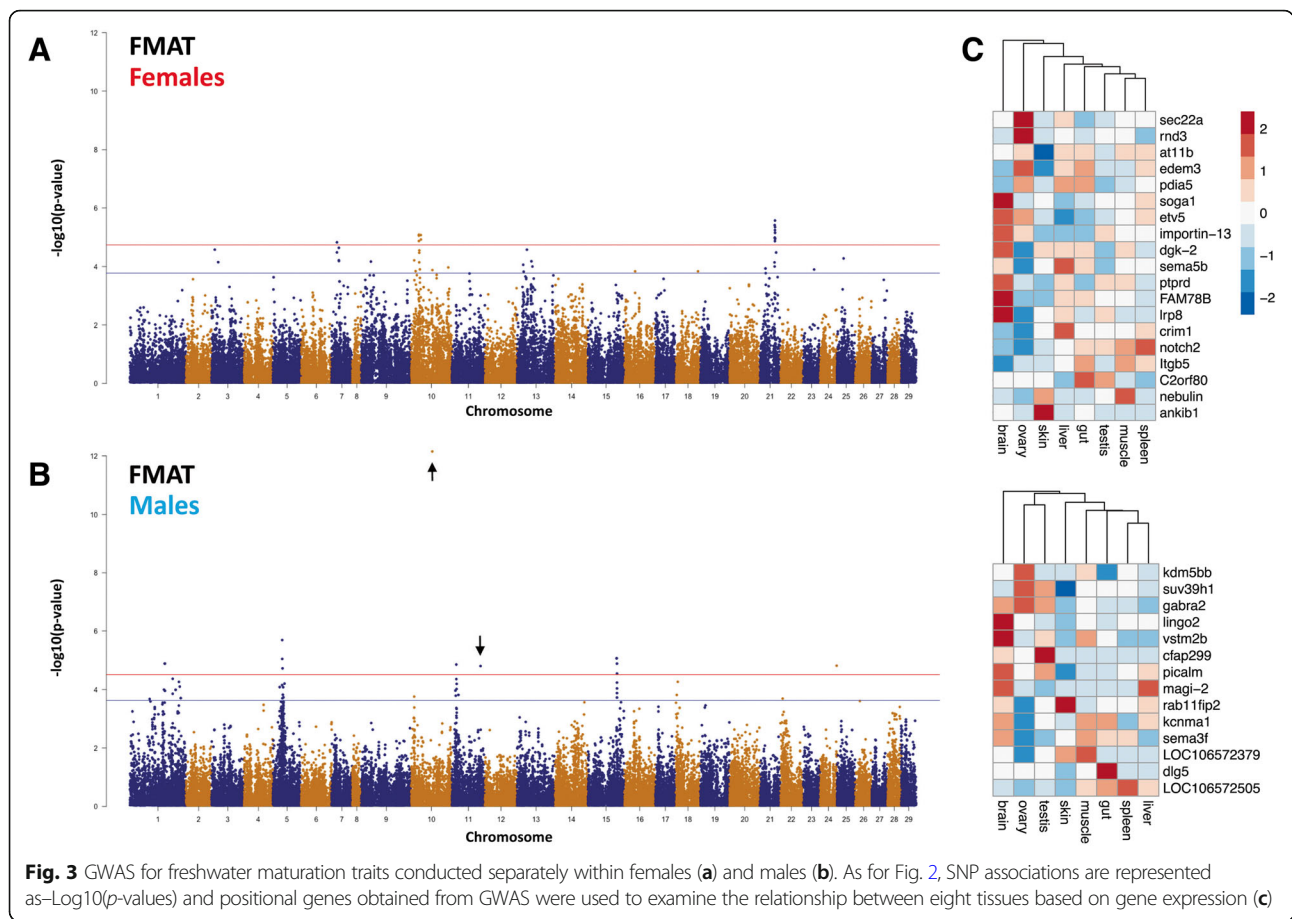 A
FMAT
Females
12
10
8
6
4
2
0
-log10(p-value)
1 2 3 4 5 6 7 8 9 10 11 12 13 14 15 16 17 18 19 20 21 22 23 24 25 26 27 28 29
Chromosome
B
FMAT
Males
12
10
8
6
4
2
0
-log10(p-value)
1 2 3 4 5 6 7 8 9 10 11 12 13 14 15 16 17 18 19 20 21 22 23 24 25 26 27 28 29
Chromosome
C
sec22a
rnd3
at11b
edem3
pdia5
soga1
etv5
importin-13
dgk-2
sema5b
ptprd
FAM78B
lrp8
crim1
notch2
ltgb5
C2orf80
nebulin
ankib1
brain ovary skin liver gut testis muscle spleen
2
1
0
−1
−2
kdm5bb
suv39h1
gabra2
lingo2
vstm2b
cfap299
picalm
magi-2
rab11fip2
kcnma1
sema3f
LOC106572379
dlg5
LOC106572505
brain ovary testis skin muscle gut spleen liver
Fig. 3 GWAS for freshwater maturation traits conducted separately within females (a) and males (b). As for Fig. 2, SNP associations are represented
as–Log10(p-values) and positional genes obtained from GWAS were used to examine the relationship between eight tissues based on gene expression (c)